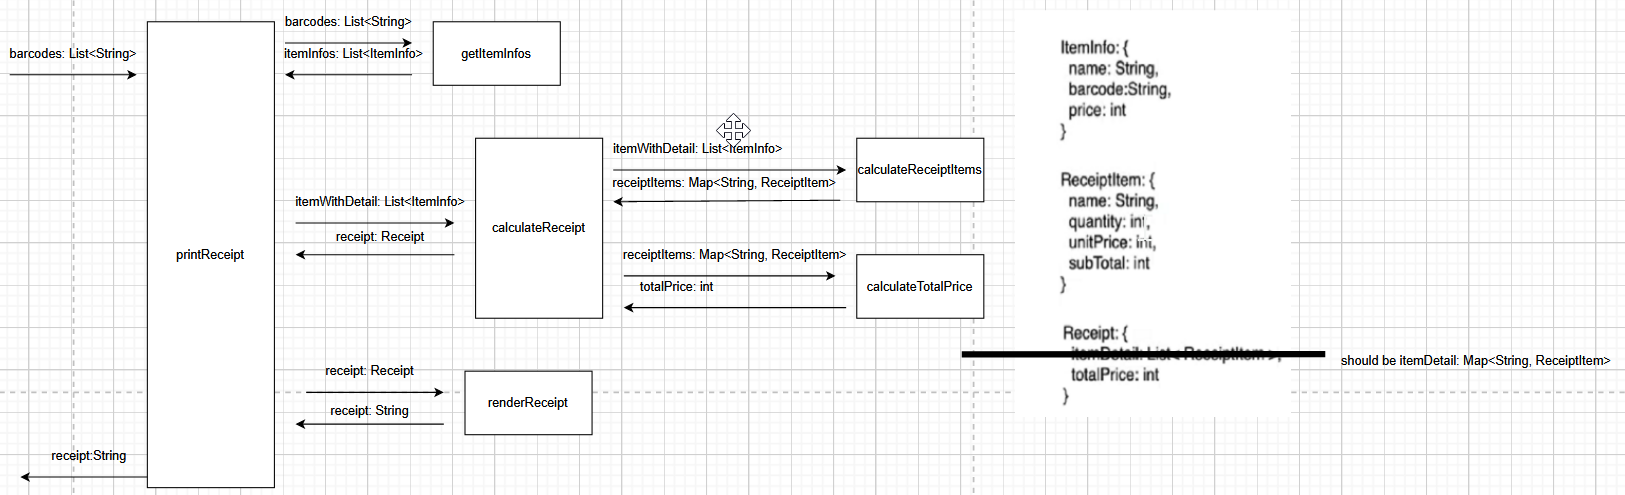 barcodes: List<String>
barcodes: List<String>
itemInfos: List<ItemInfo>
getItemInfos
printReceipt
itemWithDetail: List<ItemInfo>
receipt: Receipt
calculateReceipt
itemWithDetail: List<ItemInfo>
receiptItems: Map<String, ReceiptItem>
calculateReceiptItems
receiptItems: Map<String, ReceiptItem>
totalPrice: int
calculateTotalPrice
receipt: Receipt
receipt: String
renderReceipt
receipt:String
ItemInfo: {
name: String,
barcode:String,
price: int
}
ReceiptItem: {
name: String,
quantity: int,
unitPrice: int,
subTotal: int
}
Receipt: {
itemDetail: List< ReceiptItem >,
totalPrice: int
}
should be itemDetail: Map<String, ReceiptItem>